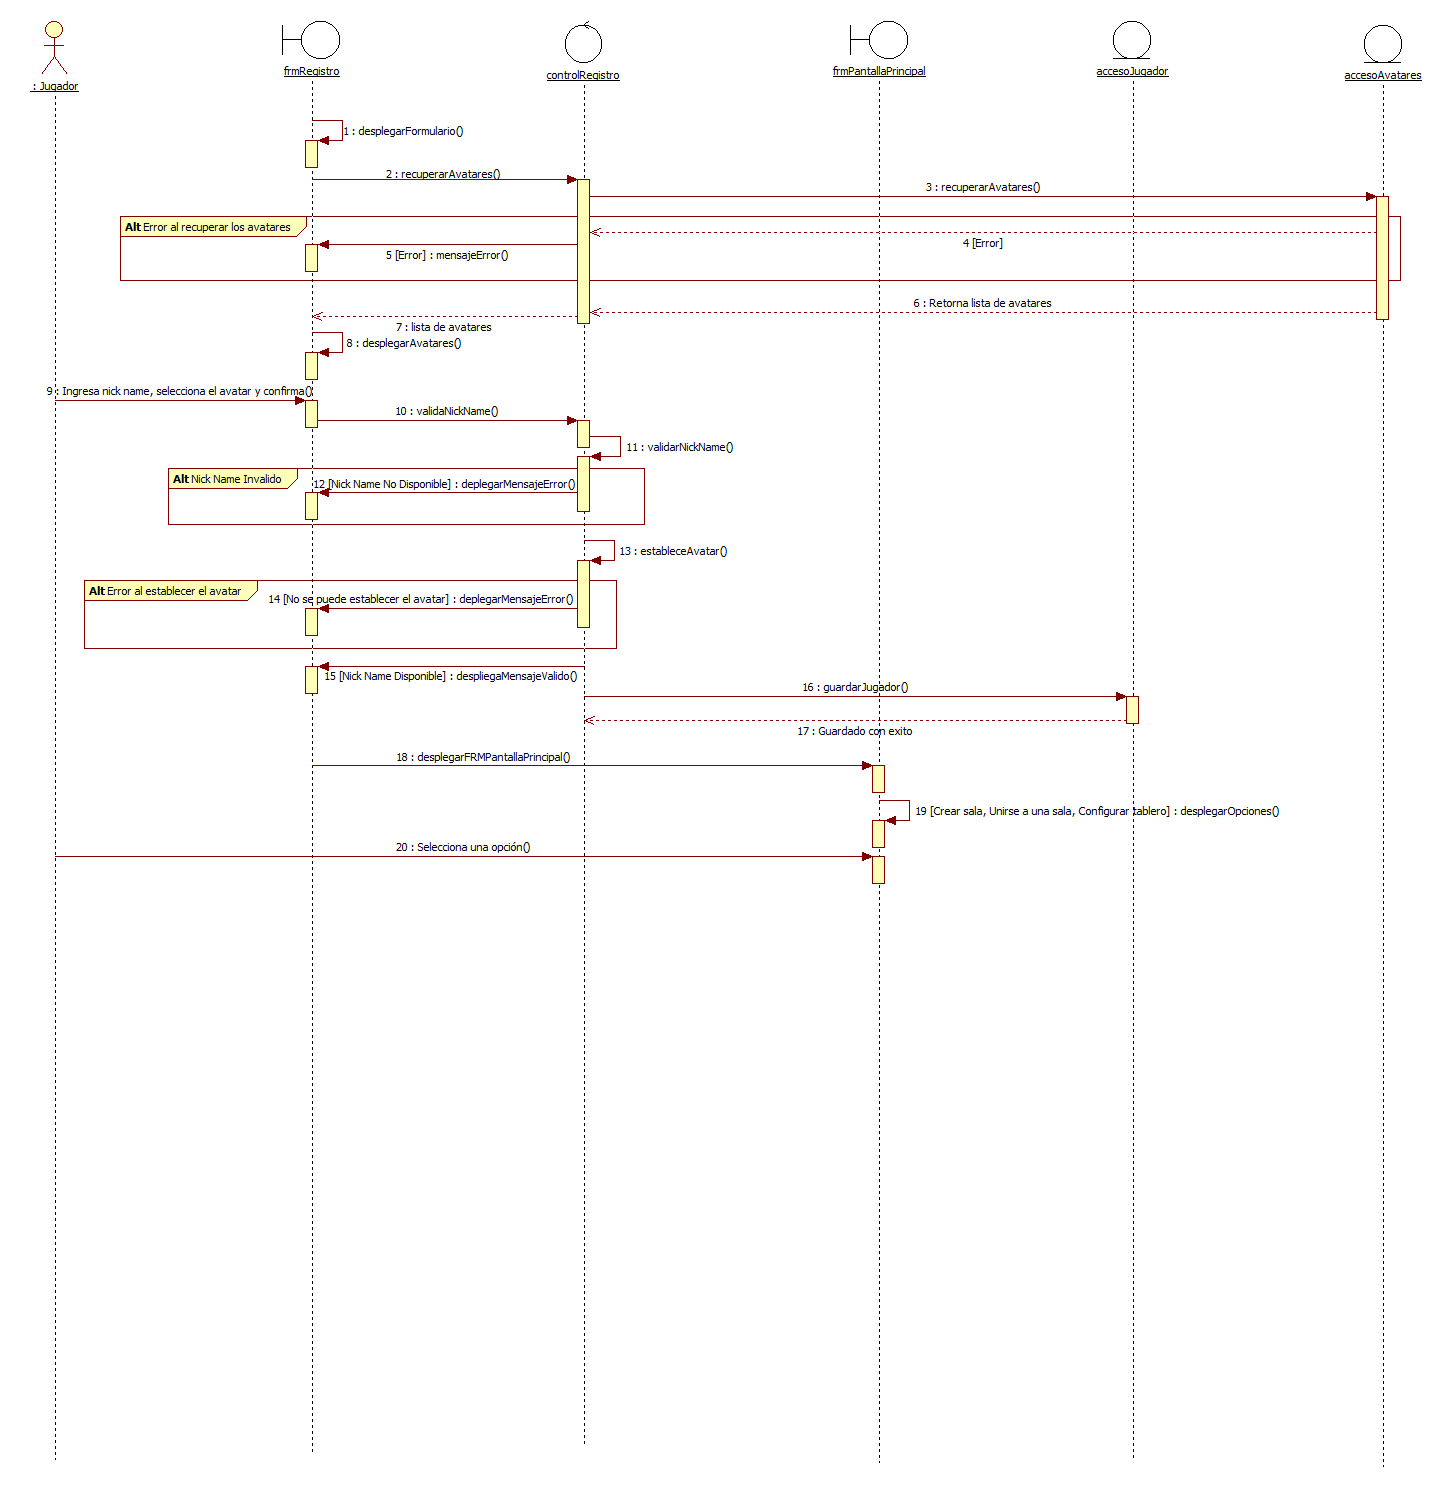 : Jugador
frmRegistro
controlRegistro
frmPantallaPrincipal
accesoJugador
accesoAvatares
1 : desplegarFormulario()
2 : recuperarAvatares()
3 : recuperarAvatares()
Alt Error al recuperar los avatares
4 [Error]
5 [Error] : mensajeError()
6 : Retorna lista de avatares
7 : lista de avatares
8 : desplegarAvatares()
9 : Ingresa nick name, selecciona el avatar y confirma()
10 : validaNickName()
11 : validarNickName()
Alt Nick Name Invalido
12 [Nick Name No Disponible] : deplegarMensajeError()
13 : estableceAvatar()
Alt Error al establecer el avatar
14 [No se puede establecer el avatar] : deplegarMensajeError()
15 [Nick Name Disponible] : despliegaMensajeValido()
16 : guardarJugador()
17 : Guardado con exito
18 : desplegarFRMPantallaPrincipal()
19 [Crear sala, Unirse a una sala, Configurar tablero] : desplegarOpciones()
20 : Selecciona una opción()